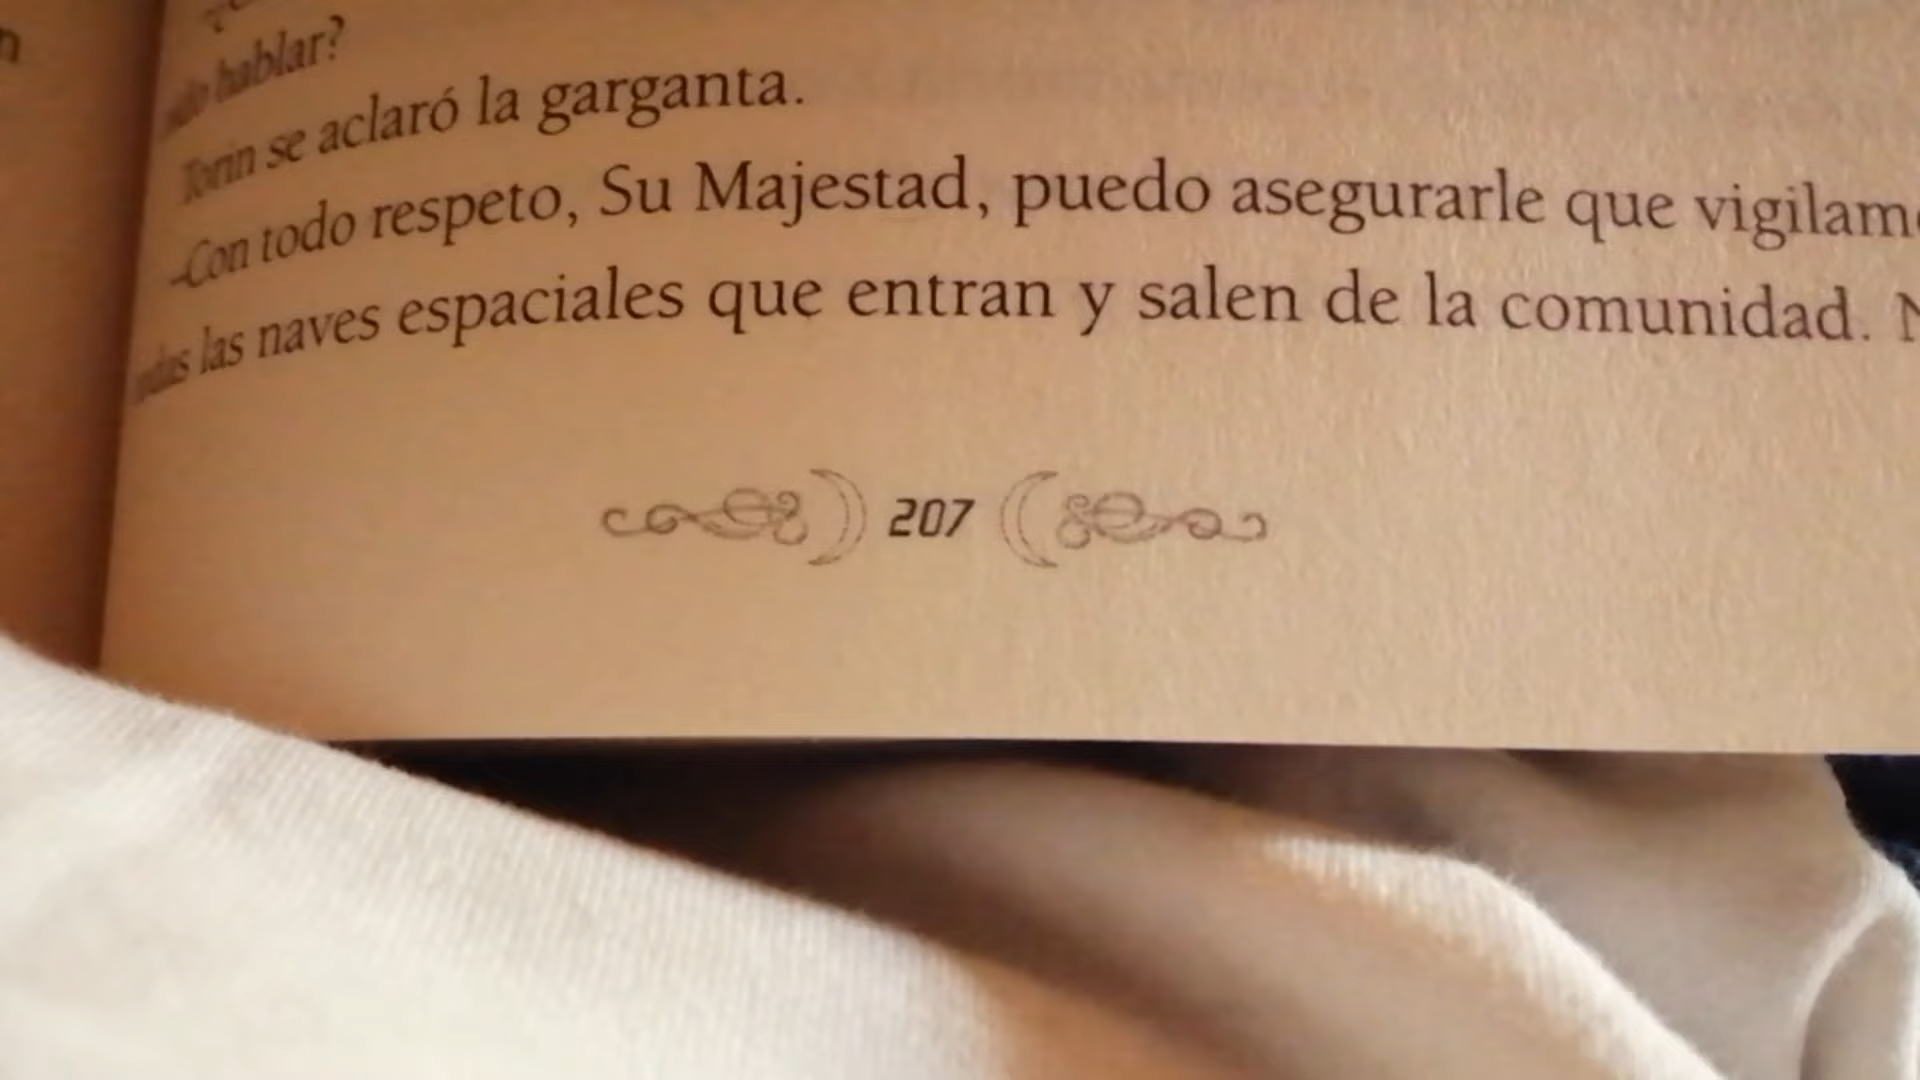 hablar?
Torin se aclaró la garganta.
–Con todo respeto, Su Majestad, puedo asegurarle que
las naves espaciales que entran y salen de la comunidad.
207